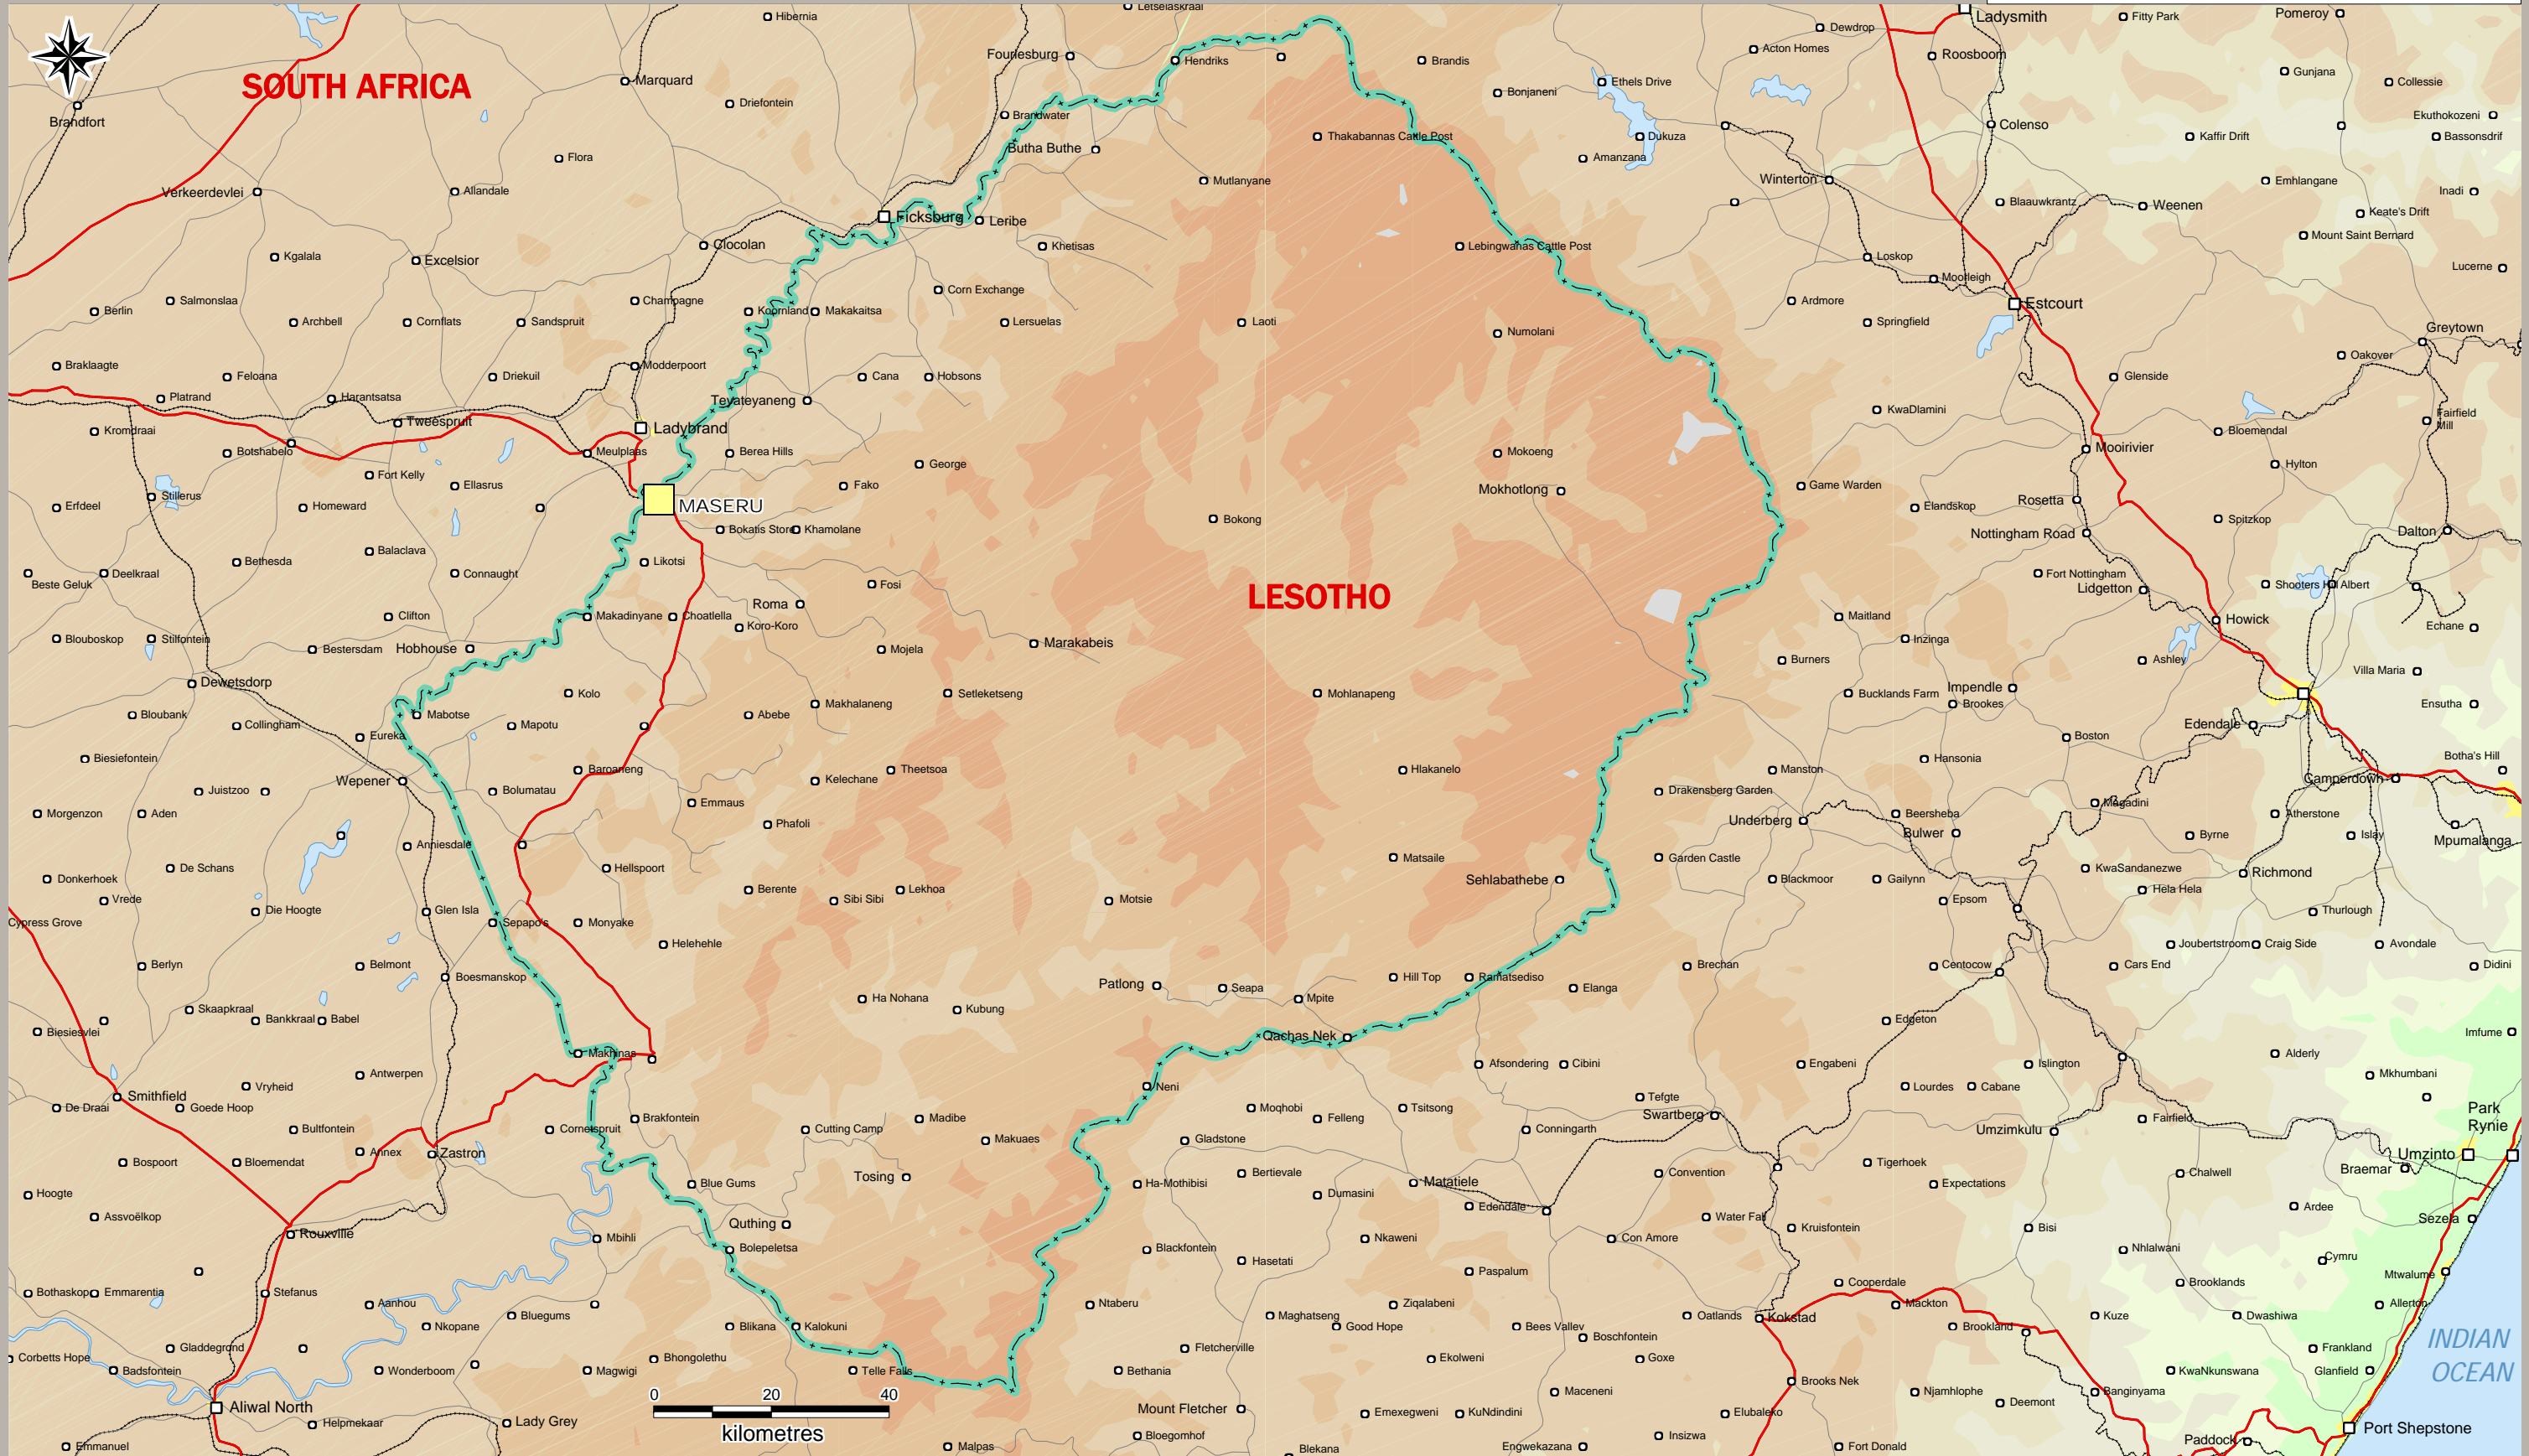 Letselaskraal
Hibernia
Ladysmith
Fitty Park
Pomeroy
Dewdrop
Acton Homes
Roosboom
Fouriesburg
Hendriks
Brandis
Gunjana
Collessie
SOUTH AFRICA
Marquard
Ethels Drive
Bonjaneni
Driefontein
Brandwater
Ekuthokozeni
Brandfort
Colenso
Thakabannas Cattle Post
Dukuza
Kaffir Drift
Bassonsdrif
Butha Buthe
Flora
Amanzana
Mutlanyane
Winterton
Emhlangane
Verkeerdevlei
Allandale
Inadi
Blaauwkrantz
Weenen
Keate's Drift
Ficksburg
Leribe
Mount Saint Bernard
Clocolan
Khetisas
Lebingwanas Cattle Post
Kgalala
Excelsior
Loskop
Lucerne
Mootleigh
Corn Exchange
Salmonslaa
Champagne
Ardmore
Estcourt
Berlin
Koornland
Makakaitsa
Archbell
Cornflats
Sandspruit
Lersuelas
Laoti
Springfield
Numolani
Greytown
Oakover
Braklaagte
Modderpoort
Feloana
Driekuil
Cana
Hobsons
Glenside
Platrand
Harantsatsa
Teyateyaneng
KwaDlamini
Fairfield
Mill
Tweespruit
Ladybrand
Kromdraai
Bloemendal
Botshabelo
Meulplaas
Berea Hills
Mokoeng
Mooirivier
George
Hylton
Fort Kelly
Ellasrus
Fako
Mokhotlong
Game Warden
Stillerus
Rosetta
Erfdeel
Homeward
MASERU
Elandskop
Bokong
Spitzkop
Bokatis Store
Khamolane
Nottingham Road
Dalton
Balaclava
Bethesda
Likotsi
Beste Geluk
Deelkraal
Connaught
Fosi
Fort Nottingham
Shooters Hill
Albert
Lidgetton
LESOTHO
Roma
Clifton
Makadinyane
Choatlella
Koro-Koro
Maitland
Howick
Echane
Blouboskop
Stilfontein
Inzinga
Marakabeis
Bestersdam
Hobhouse
Mojela
Burners
Ashley
Villa Maria
Dewetsdorp
Kolo
Setleketseng
Mohlanapeng
Bucklands Farm
Impendle
Brookes
Makhalaneng
Ensutha
Bloubank
Mabotse
Abebe
Collingham
Mapotu
Edendale
Eureka
Boston
Biesiefontein
Hansonia
Botha's Hill
Baroaneng
Theetsoa
Hlakanelo
Manston
Wepener
Kelechane
Camperdown
Juistzoo
Bolumatau
Drakensberg Garden
Emmaus
Magadini
Morgenzon
Aden
Beersheba
Atherstone
Phafoli
Underberg
Bulwer
Byrne
Islay
Mpumalanga
Anniesdale
Matsaile
Garden Castle
De Schans
Hellspoort
KwaSandanezwe
Richmond
Donkerhoek
Sehlabathebe
Blackmoor
Gailynn
Berente
Lekhoa
Hela Hela
Vrede
Sibi Sibi
Motsie
Epsom
Die Hoogte
Glen Isla
Thurlough
Cypress Grove
Sepapo's
Monyake
Helehehle
Joubertstroom
Craig Side
Avondale
Berlyn
Belmont
Brechan
Centocow
Cars End
Didini
Boesmanskop
Hill Top
Ramatsediso
Patlong
Seapa
Elanga
Ha Nohana
Mpite
Skaapkraal
Kubung
Bankkraal
Babel
Edgeton
Biesiesvlei
Imfume
Qachas Nek
Makhinas
Alderly
Afsondering
Cibini
Engabeni
Islington
Antwerpen
Mkhumbani
Vryheid
Neni
Lourdes
Cabane
Smithfield
Tefgte
De Draai
Goede Hoop
Moqhobi
Tsitsong
Park
Rynie
Swartberg
Brakfontein
Madibe
Felleng
Fairfield
Bultfontein
Cornetspruit
Cutting Camp
Conningarth
Umzimkulu
Makuaes
Gladstone
Annex
Zastron
Umzinto
Bospoort
Bloemendat
Tigerhoek
Braemar
Tosing
Bertievale
Convention
Chalwell
Blue Gums
Ha-Mothibisi
Matatiele
Expectations
Hoogte
Dumasini
Edendale
Ardee
Assvoëlkop
Water Fall
Sezela
Quthing
Kruisfontein
Bisi
Rouxville
Mbihli
Nkaweni
Con Amore
Bolepeletsa
Blackfontein
Nhlalwani
Hasetati
Cymru
Paspalum
Mtwalume
Cooperdale
Brooklands
Bothaskop
Emmarentia
Stefanus
Aanhou
Ntaberu
Ziqalabeni
Mackton
Allerton
Bluegums
Maghatseng
Oatlands
Kokstad
Kuze
Dwashiwa
Nkopane
Blikana
Kalokuni
Good Hope
Bees Valley
Brookland
Boschfontein
INDIAN
OCEAN
Gladdegrond
Fletcherville
Frankland
Corbetts Hope
Bhongolethu
Ekolweni
Goxe
Badsfontein
Wonderboom
Magwigi
Telle Falls
Bethania
KwaNkunswana
Glanfield
Brooks Nek
0 20 40
kilometres
Maceneni
Njamhlophe
Banginyama
Deemont
Aliwal North
Mount Fletcher
Emexegweni
KuNdindini
Elubaleko
Helpmekaar
Lady Grey
Port Shepstone
Bloegomhof
Insizwa
Paddock
Emmanuel
Malpas
Blekana
Engwekazana
Fort Donald